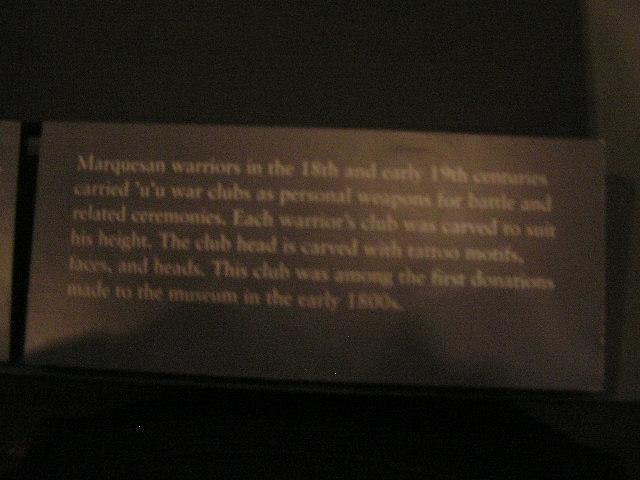 Marquesan warriors in the 18th and early 19th centuries
carried 'u'u war clubs as personal weapons for battle and
related ceremonies. Each warrior's club was carved to suit
his height. The club head is carved with tattoo motifs,
faces, and heads. This club was among the first donations
made to the museum in the early 1800s.